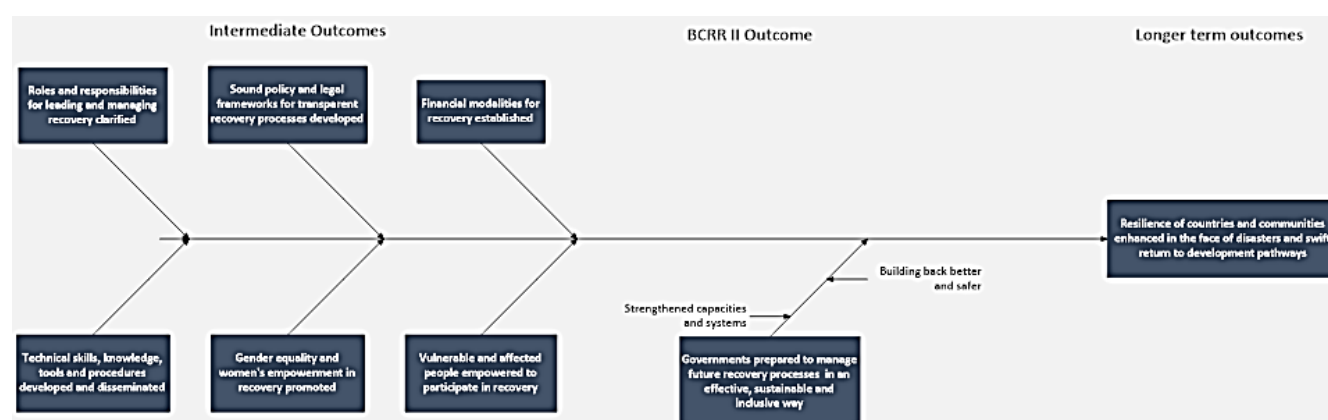 Intermediate Outcomes
BCRR II Outcome
Longer term outcomes
Roles and responsibilities
for leading and managing
recovery clarified
Sound policy and legal
frameworks for transparent
recovery processes developed
Financial modalities for
recovery established
Resilience of countries and communities
enhanced in the face of disasters and swift
return to development pathways
Building back better
and safer
Strengthened capacities
and systems
Technical skills, knowledge,
tools and procedures
developed and disseminated
Gender equality and
women's empowerment in
recovery promoted
Vulnerable and affected
people empowered to
participate in recovery
Governments prepared to manage
future recovery processes in an
effective, sustainable and
inclusive way